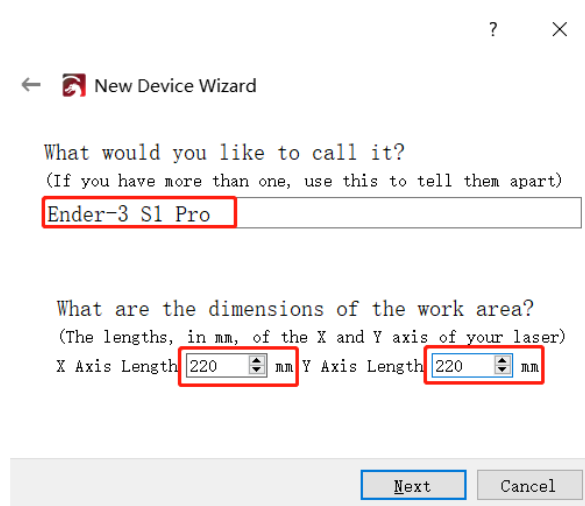 ?
New Device Wizard
What would you like to call it?
(If you have more than one, use this to tell them apart)
Ender-3 S1 Pro
What are the dimensions of the work area?
(The lengths, in mm, of the X and Y axis of your laser)
X Axis Length 220 mm Y Axis Length 220 mm
Next Cancel